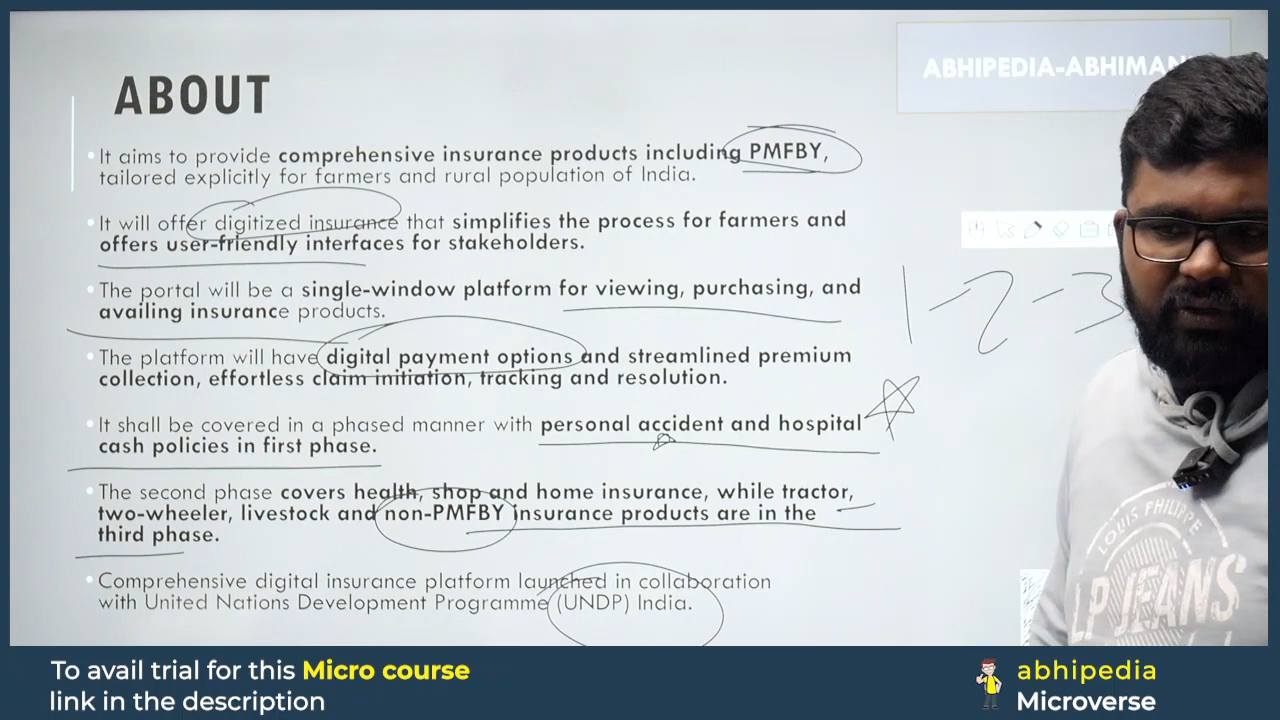 ABHIPEDIA-ABHIMAN
ABOUT
It aims to provide comprehensive insurance products including PMFBY,
tailored explicitly for farmers and rural population of India.
It will offer digitized insurance that simplifies the process for farmers and
offers user-friendly interfaces for stakeholders.
The portal will be a single-window platform for viewing, purchasing, and
availing insurance products.
The platform will have digital payment options and streamlined premium
collection, effortless claim initiation, tracking and resolution.
It shall be covered in a phased manner with personal accident and hospital
cash policies in first phase.
The second phase covers health, shop and home insurance, while tractor,
two-wheeler, livestock and non-PMFBY insurance products are in the
third phase.
Comprehensive digital insurance platform launched in collaboration
with United Nations Development Programme (UNDP) India.
1-2-3
LOUIS PHILIPPE
LP JEANS
To avail trial for this Micro course
link in the description
abhipedia
Microverse